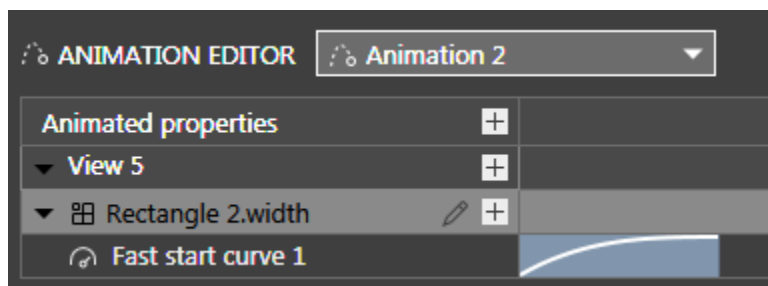 ANIMATION EDITOR Animation 2
Animated properties
View 5
Rectangle 2.width
Fast start curve 1